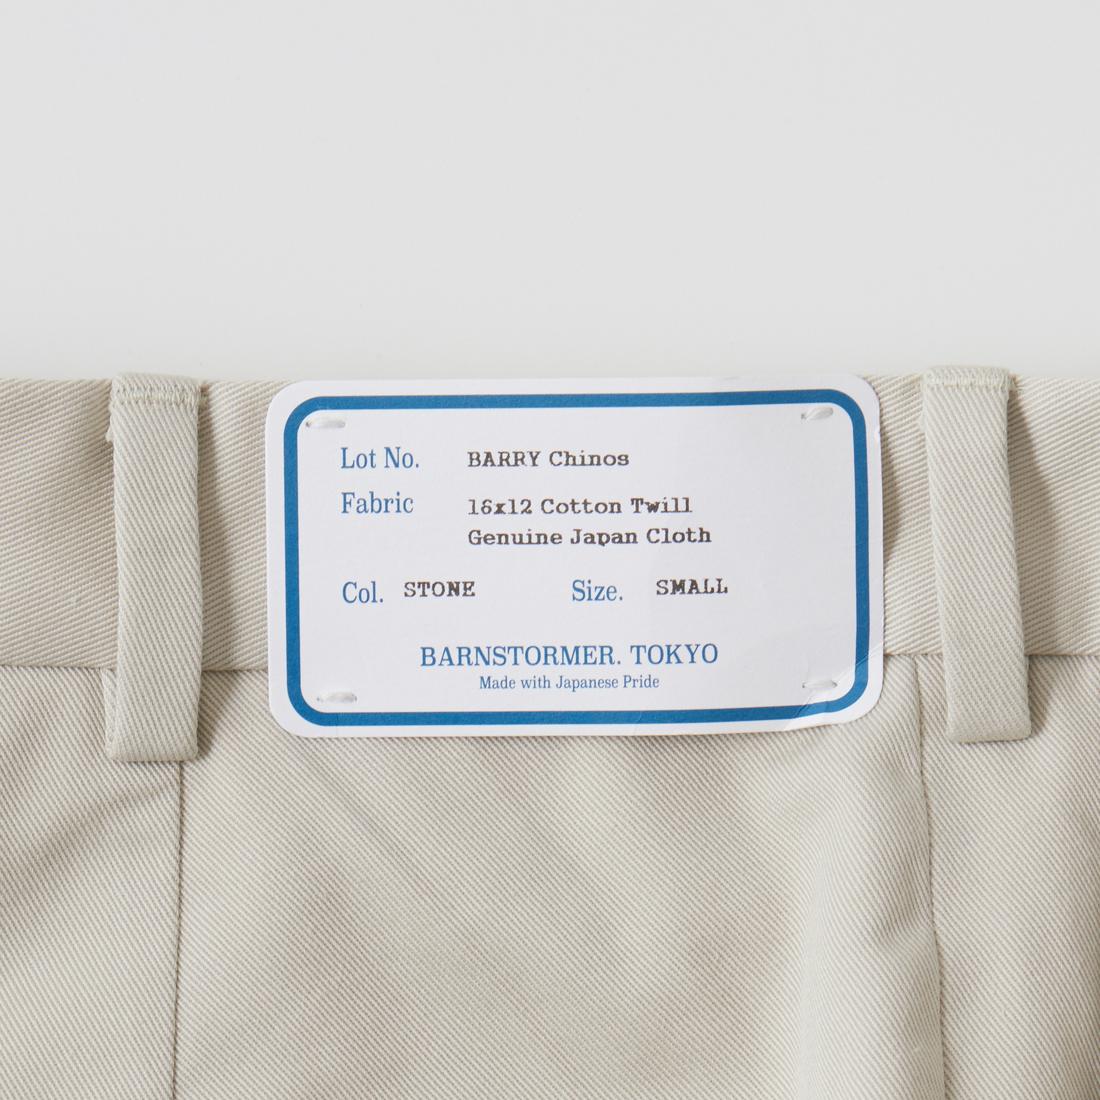 Lot No. BARRY Chinos
Fabric 16x12 Cotton Twill
Genuine Japan Cloth
Col. STONE Size. SMALL
BARNSTORMER. TOKYO
Made with Japanese Pride